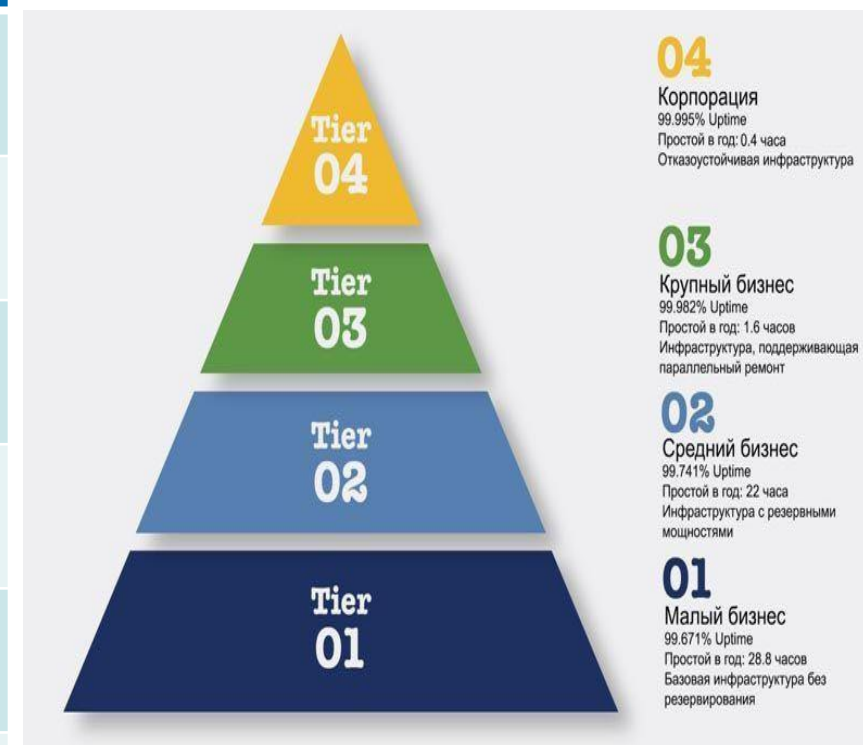 Tier
04
Tier
03
Tier
02
Tier
01
04
Корпорация
99.995% Uptime
Простой в год: 0.4 часа
Отказоустойчивая инфраструктура
03
Крупный бизнес
99.982% Uptime
Простой в год: 1.6 часов
Инфраструктура, поддерживающая
параллельный ремонт
02
Средний бизнес
99.741% Uptime
Простой в год: 22 часа
Инфраструктура с резервными
мощностями
01
Малый бизнес
99.671% Uptime
Простой в год: 28.8 часов
Базовая инфраструктура без
резервирования